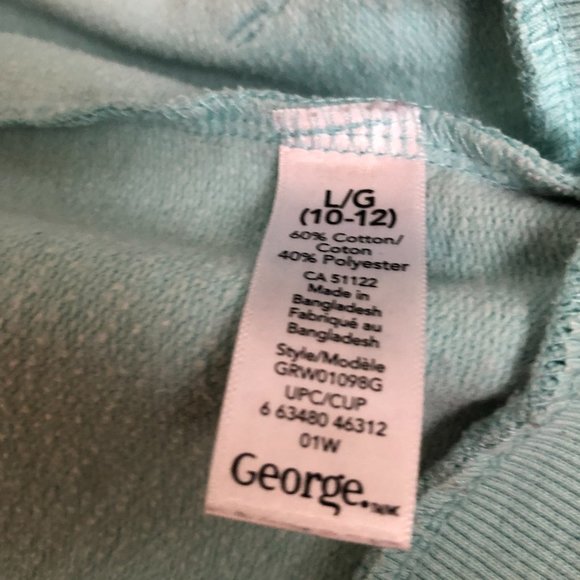 L/G
(10-12)
60% Cotton/
Coton
40% Polyester
CA 51122
Made in
Bangladesh
Fabriqué au
Bangladesh
Style/Modèle
GRW01098G
UPC/CUP
6 63480 46312
01W
George.